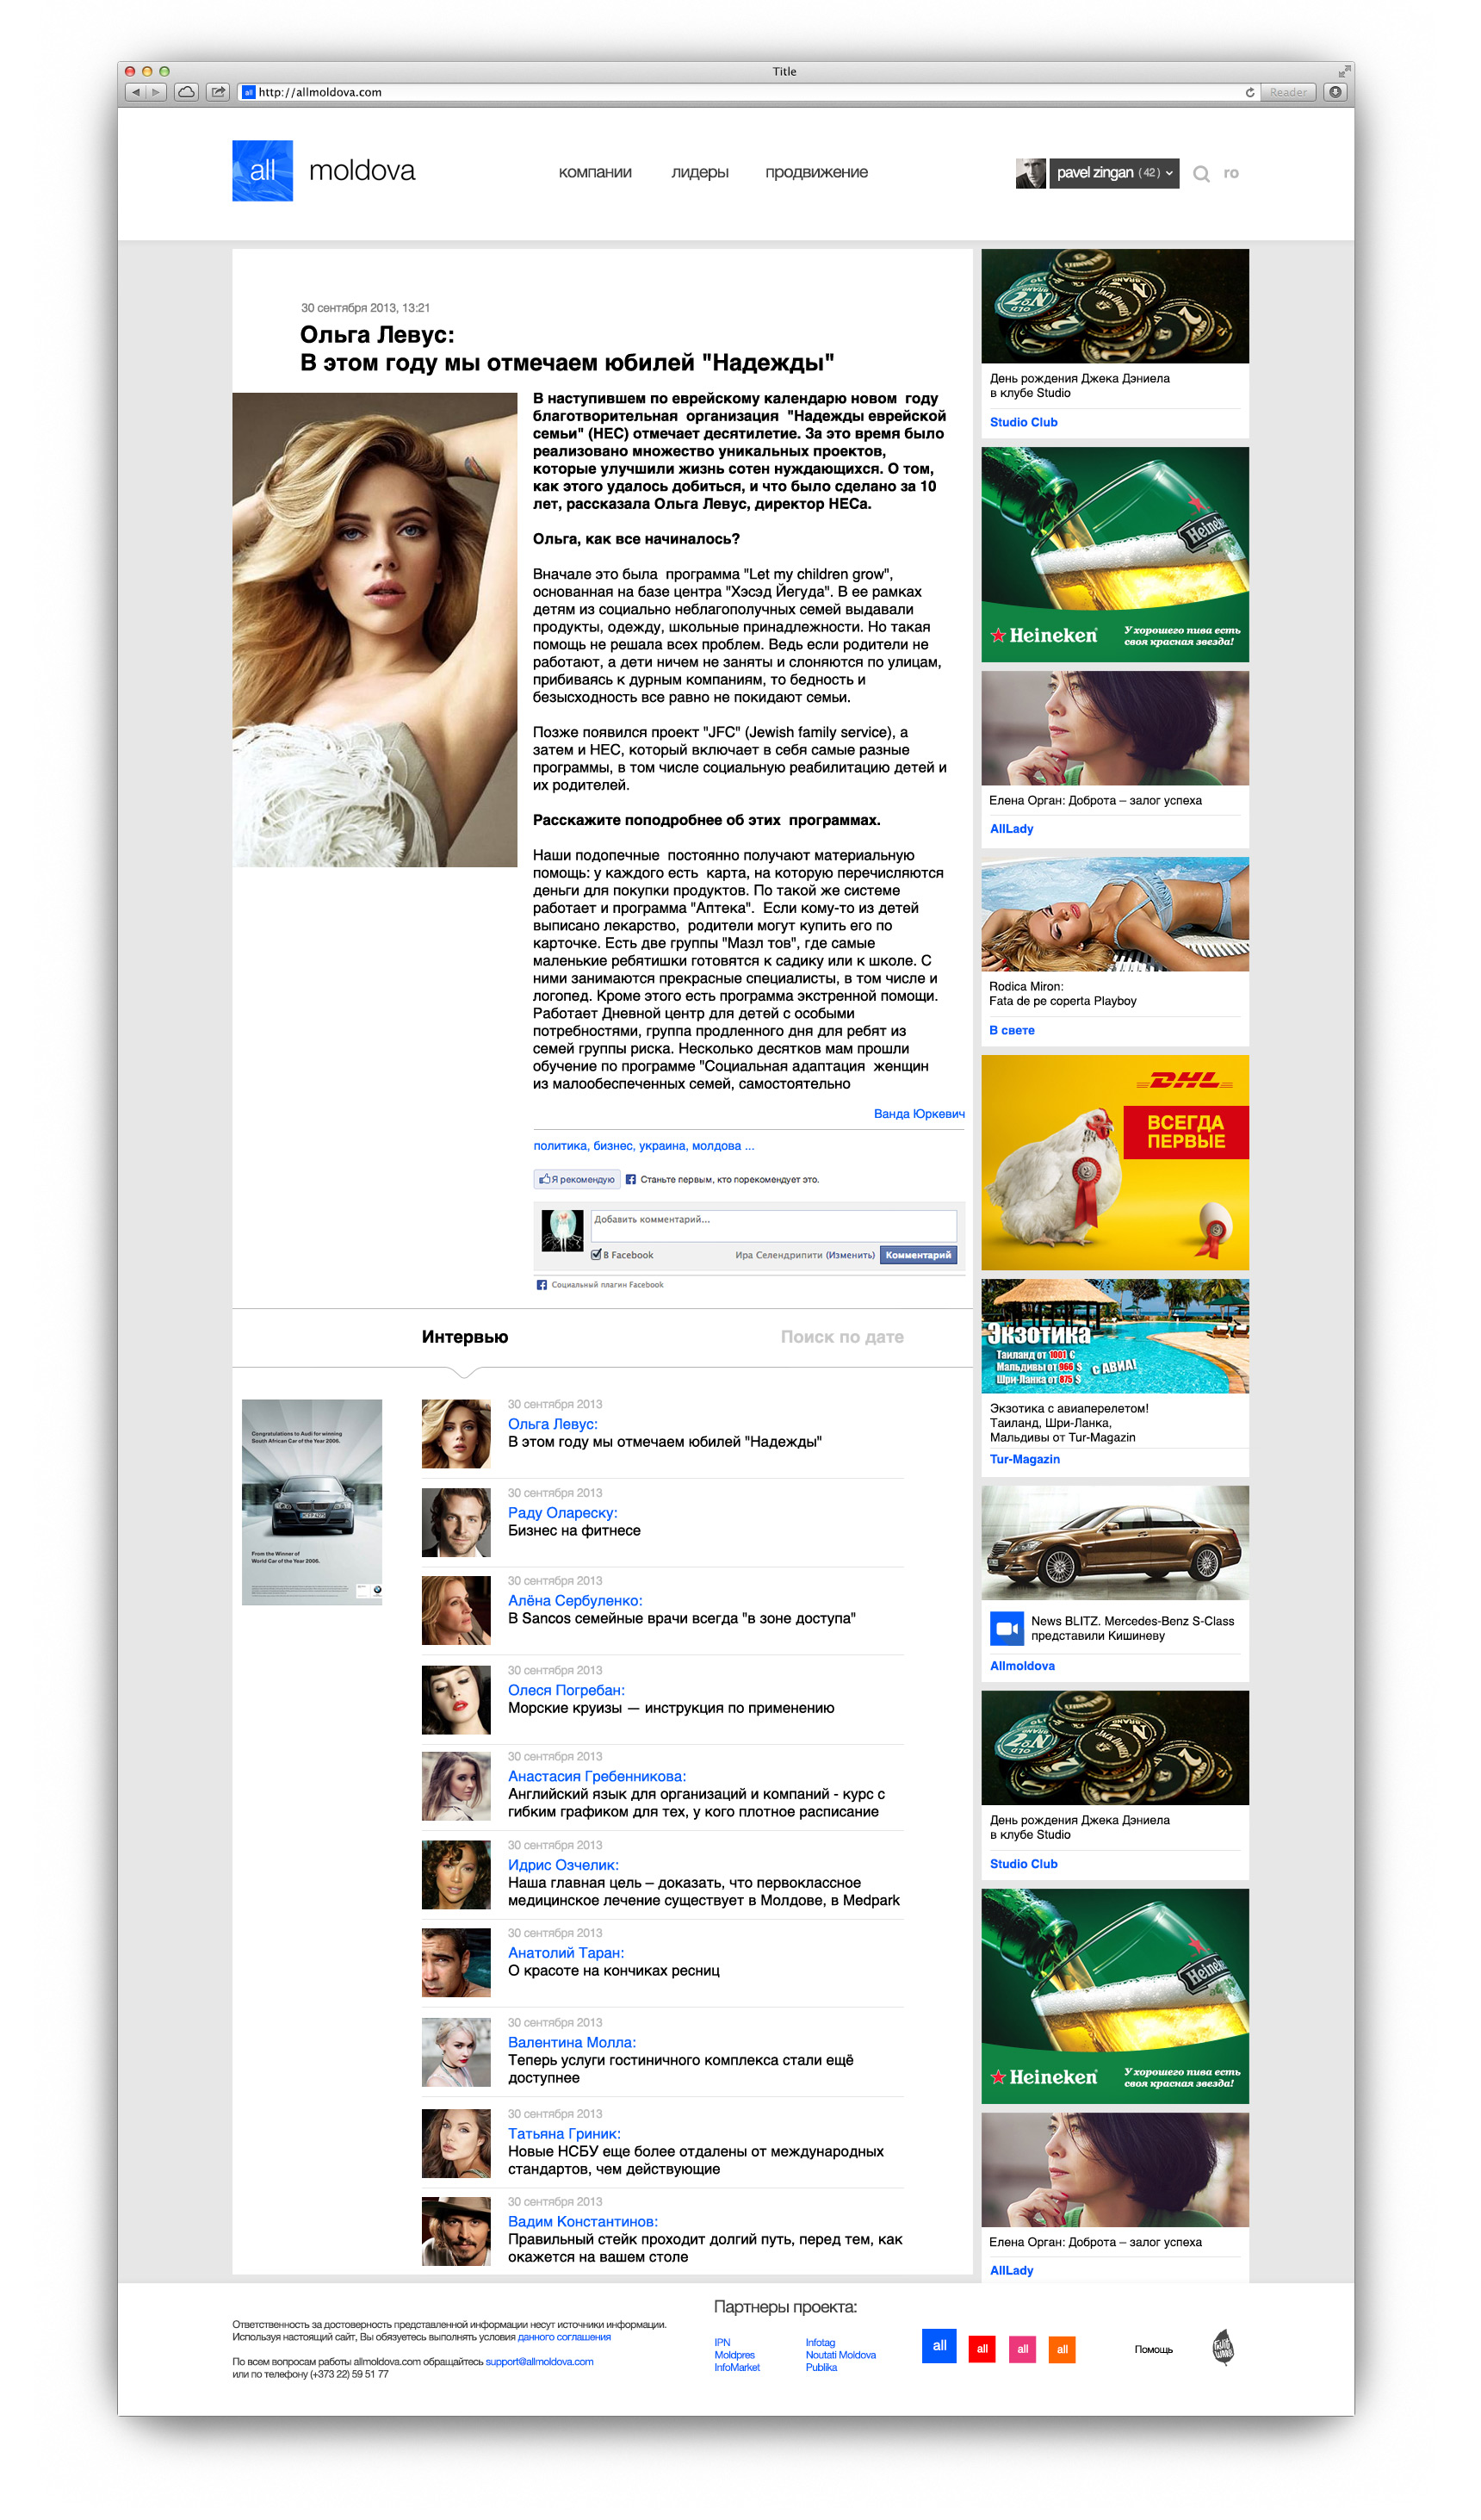 Title
http://allmoldova.com
Reader
all moldova
компании лидеры продвижение
pavel zingan (42)
ro
30 сентября 2013, 13:21
Ольга Левус:
В этом году мы отмечаем юбилей "Надежды"
В наступившем по еврейскому календарю новом году
благотворительная организация "Надежды еврейской
семьи" (НЕС) отмечает десятилетие. За это время было
реализовано множество уникальных проектов,
которые улучшили жизнь сотен нуждающихся. О том,
как этого удалось добиться, и что было сделано за 10
лет, рассказала Ольга Левус, директор НЕСа.
Ольга, как все начиналось?
Вначале это была программа "Let my children grow",
основанная на базе центра "Хэсэд Йегуда". В ее рамках
детям из социально неблагополучных семей выдавали
продукты, одежду, школьные принадлежности. Но такая
помощь не решала всех проблем. Ведь если родители не
работают, а дети ничем не заняты и слоняются по улицам,
прибиваясь к дурным компаниям, то бедность и
безысходность все равно не покидают семьи.
Позже появился проект "JFC" (Jewish family service), а
затем и НЕС, который включает в себя самые разные
программы, в том числе социальную реабилитацию детей и
их родителей.
Расскажите поподробнее об этих программах.
Наши подопечные постоянно получают материальную
помощь: у каждого есть карта, на которую перечисляются
деньги для покупки продуктов. По такой же системе
работает и программа "Аптека". Если кому-то из детей
выписано лекарство, родители могут купить его по
карточке. Есть две группы "Мазл тов", где самые
маленькие ребятишки готовятся к садику или к школе. С
ними занимаются прекрасные специалисты, в том числе и
логопед. Кроме этого есть программа экстренной помощи.
Работает Дневной центр для детей с особыми
потребностями, группа продленного дня для ребят из
семей группы риска. Несколько десятков мам прошли
обучение по программе "Социальная адаптация женщин
из малообеспеченных семей, самостоятельно
Ванда Юркевич
политика, бизнес, украина, молдова ...
Я рекомендую Станьте первым, кто порекомендует это.
Добавить комментарий...
В Facebook Ира Селендрипити (Изменить) Комментарий
Социальный плагин Facebook
Интервью Поиск по дате
Congratulations to Audi for winning
South African Car of the Year 2006.
From the Winner of
World Car of the Year 2006.
30 сентября 2013
Ольга Левус:
В этом году мы отмечаем юбилей "Надежды"
30 сентября 2013
Раду Олареску:
Бизнес на фитнесе
30 сентября 2013
Алёна Сербуленко:
В Sancos семейные врачи всегда "в зоне доступа"
30 сентября 2013
Олеся Погребан:
Морские круизы — инструкция по применению
30 сентября 2013
Анастасия Гребенникова:
Английский язык для организаций и компаний - курс с
гибким графиком для тех, у кого плотное расписание
30 сентября 2013
Идрис Озчелик:
Наша главная цель – доказать, что первоклассное
медицинское лечение существует в Молдове, в Medpark
30 сентября 2013
Анатолий Таран:
О красоте на кончиках ресниц
30 сентября 2013
Валентина Молла:
Теперь услуги гостиничного комплекса стали ещё
доступнее
30 сентября 2013
Татьяна Гриник:
Новые НСБУ еще более отдалены от международных
стандартов, чем действующие
30 сентября 2013
Вадим Константинов:
Правильный стейк проходит долгий путь, перед тем, как
окажется на вашем столе
День рождения Джека Дэниела
в клубе Studio
Studio Club
Heineken
Heineken У хорошего пива есть
своя красная звезда!
Елена Орган: Доброта – залог успеха
AllLady
Rodica Miron:
Fata de pe coperta Playboy
В свете
DHL
ВСЕГДА
ПЕРВЫЕ
Экзотика
Таиланд от 1001 €
Мальдивы от 966 $
Шри-Ланка от 875 $
с АВИА!
Экзотика с авиаперелетом!
Таиланд, Шри-Ланка,
Мальдивы от Tur-Magazin
Tur-Magazin
News BLITZ. Mercedes-Benz S-Class
представили Кишиневу
Allmoldova
День рождения Джека Дэниела
в клубе Studio
Studio Club
Heineken
Heineken У хорошего пива есть
своя красная звезда!
Елена Орган: Доброта – залог успеха
AllLady
Ответственность за достоверность представленной информации несут источники информации.
Используя настоящий сайт, Вы обязуетесь выполнять условия данного соглашения
По всем вопросам работы allmoldova.com обращайтесь support@allmoldova.com
или по телефону (+373 22) 59 51 77
Партнеры проекта:
IPN Infotag
Moldpres Noutati Moldova
InfoMarket Publika
all all all all
Помощь